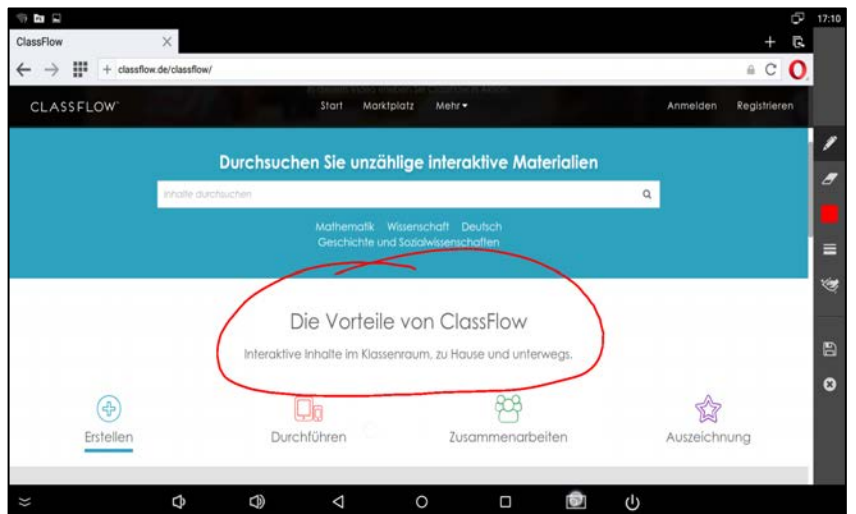 17:10
ClassFlow
classflow.de/classflow/
CLASSFLOW
Start Marktplatz Mehr Anmelden Registrieren
Durchsuchen Sie unzählige interaktive Materialien
Inhalte durchsuchen
Mathematik Wissenschaft Deutsch
Geschichte und Sozialwissenschaften
Die Vorteile von ClassFlow
Interaktive Inhalte im Klassenraum, zu Hause und unterwegs.
Erstellen Durchführen Zusammenarbeiten Auszeichnung